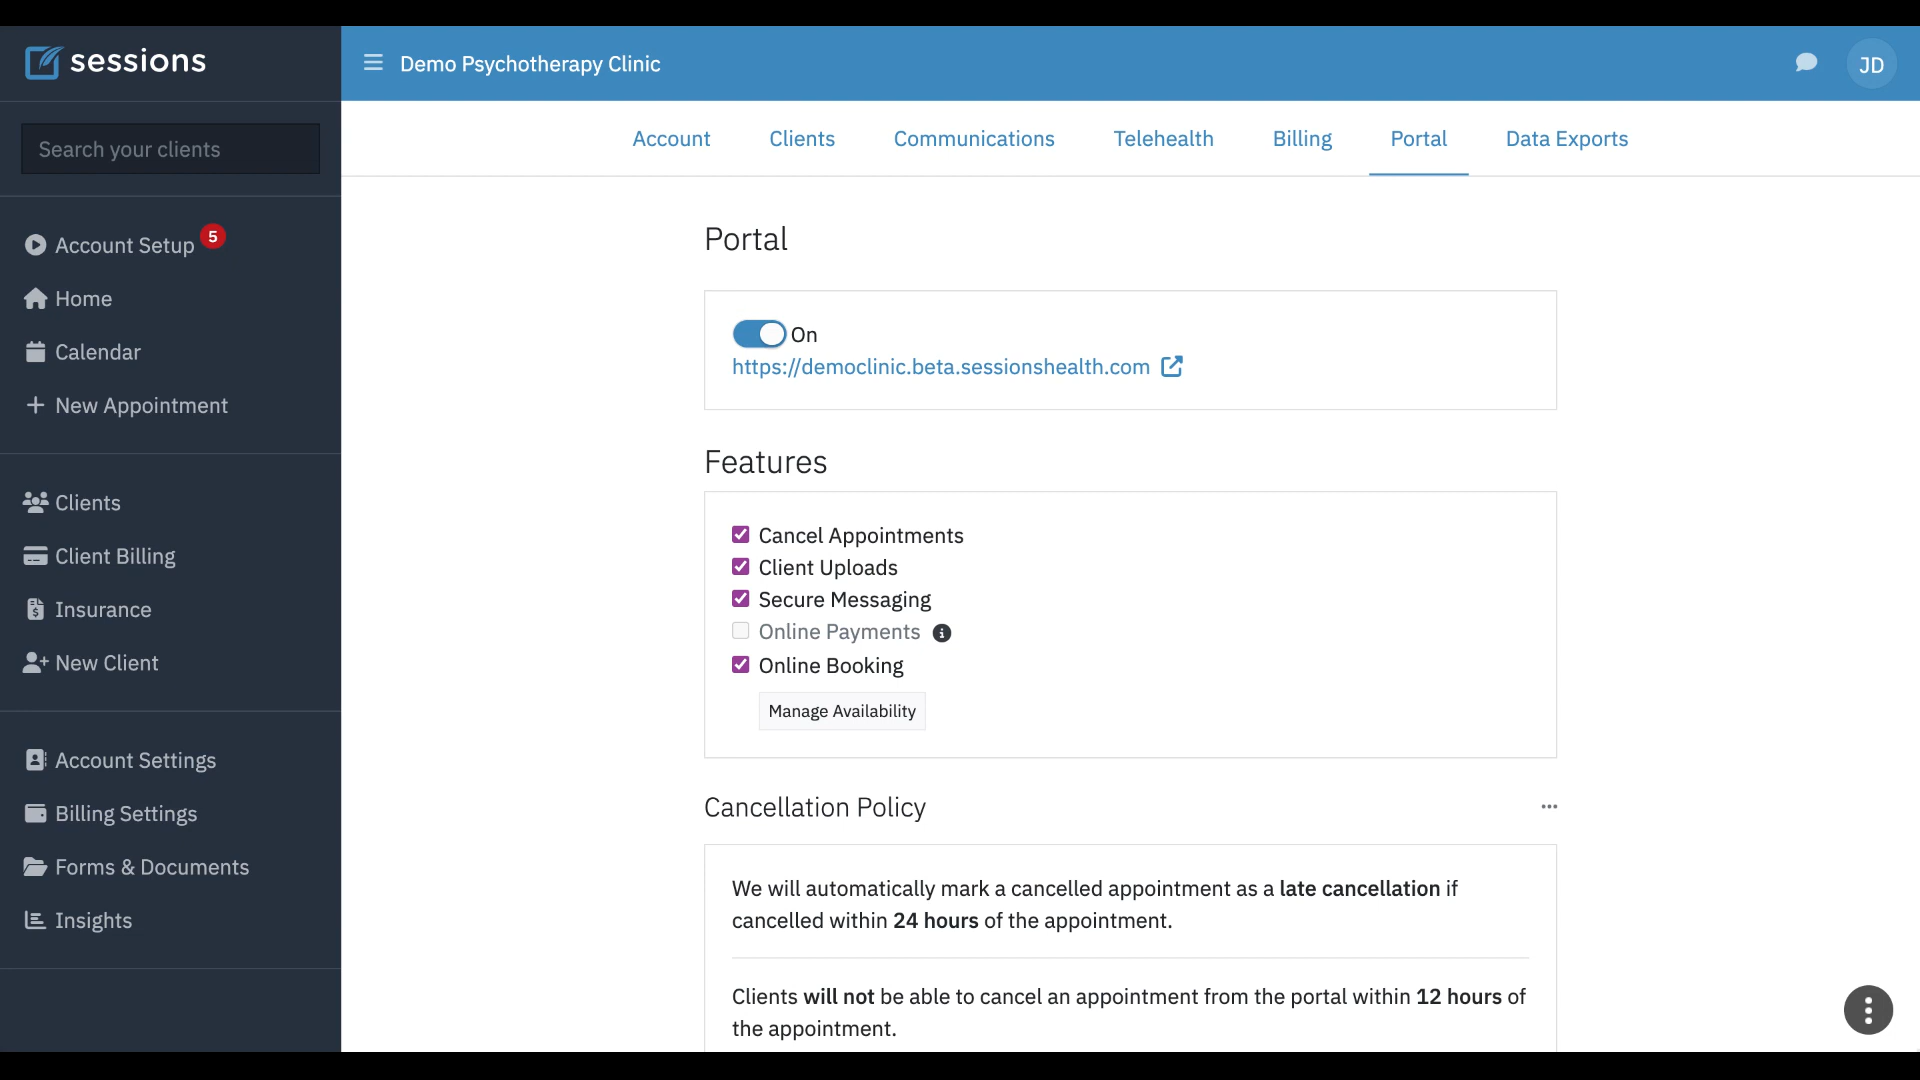 sessions
Demo Psychotherapy Clinic
JD
Search your clients
Account Setup 5
Home
Calendar
New Appointment
Clients
Client Billing
Insurance
New Client
Account Settings
Billing Settings
Forms & Documents
Insights
Account Clients Communications Telehealth Billing Portal Data Exports
Portal
On
https://democlinic.beta.sessionshealth.com
Features
Cancel Appointments
Client Uploads
Secure Messaging
Online Payments
Online Booking
Manage Availability
Cancellation Policy
We will automatically mark a cancelled appointment as a late cancellation if
cancelled within 24 hours of the appointment.
Clients will not be able to cancel an appointment from the portal within 12 hours of
the appointment.